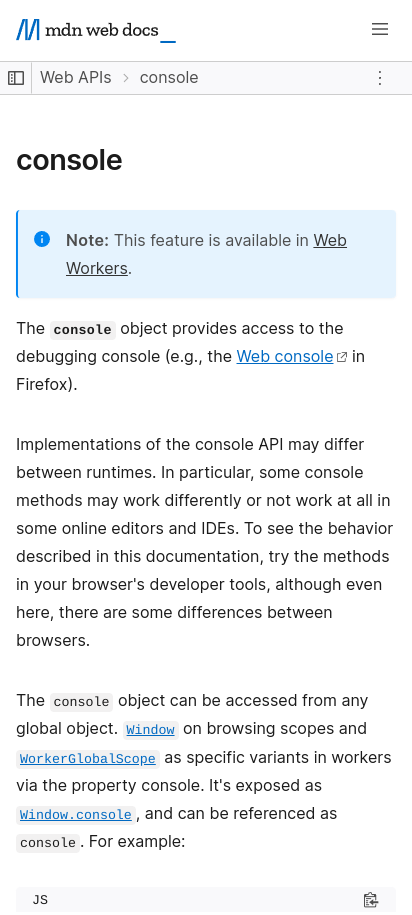 mdn web docs_
Web APIs > console
console
Note: This feature is available in Web
Workers.
The console object provides access to the
debugging console (e.g., the Web console in
Firefox).
Implementations of the console API may differ
between runtimes. In particular, some console
methods may work differently or not work at all in
some online editors and IDEs. To see the behavior
described in this documentation, try the methods
in your browser's developer tools, although even
here, there are some differences between
browsers.
The console object can be accessed from any
global object. Window on browsing scopes and
WorkerGlobalScope as specific variants in workers
via the property console. It's exposed as
Window.console, and can be referenced as
console. For example:
JS